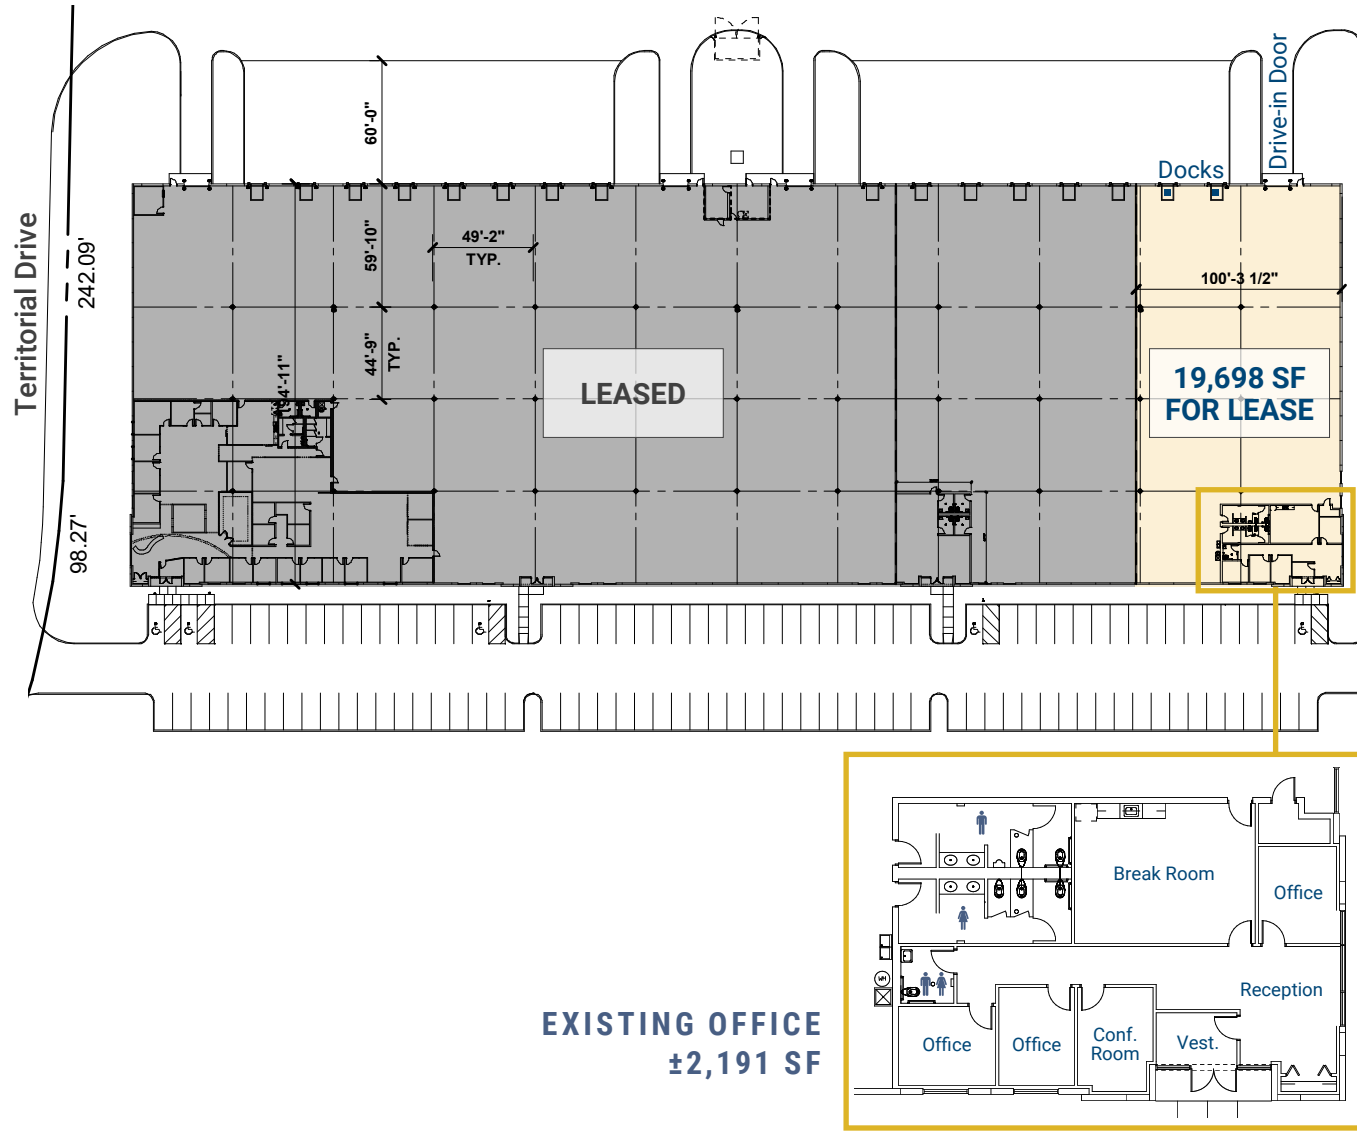 Drive-in Door
Docks
60'-0"
Territorial Drive
242.09'
59'-10"
49'-2"
TYP.
100'-3 1/2"
44'-9"
TYP.
LEASED
19,698 SF
FOR LEASE
98.27'
Break Room
Office
WH
Reception
Office
Office
Conf.
Room
Vest.
EXISTING OFFICE
±2,191 SF